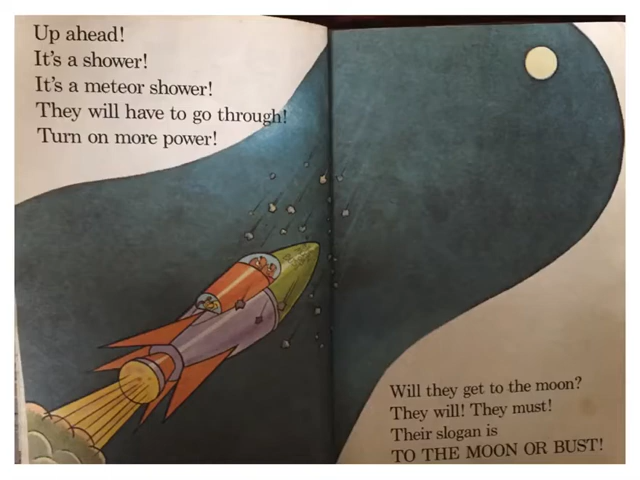 Up ahead!
It's a shower!
It's a meteor shower!
They will have to go through!
Turn on more power!
Will they get to the moon?
They will! They must!
Their slogan is
TO THE MOON OR BUST!